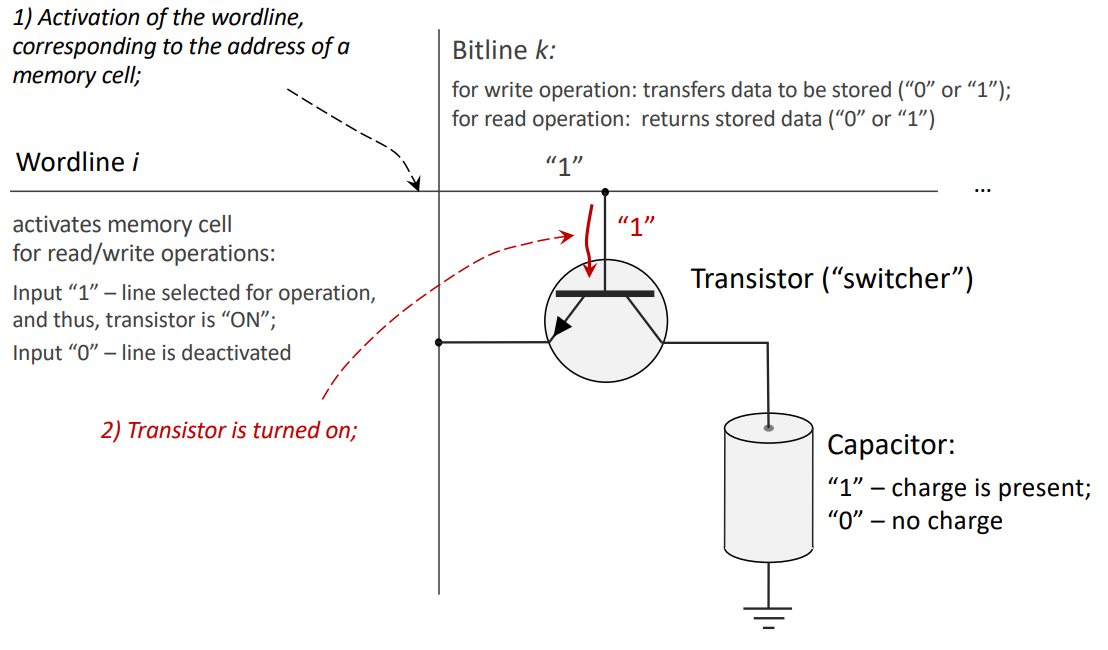 1) Activation of the wordline,
corresponding to the address of a
memory cell;
Bitline k:
for write operation: transfers data to be stored (“0” or “1”);
for read operation:  returns stored data (“0” or “1”)
Wordline i
“1”
...
activates memory cell
for read/write operations:
Input “1” – line selected for operation,
and thus, transistor is “ON”;
Input “0” – line is deactivated
“1”
Transistor (“switcher”)
2) Transistor is turned on;
Capacitor:
“1” – charge is present;
“0” – no charge